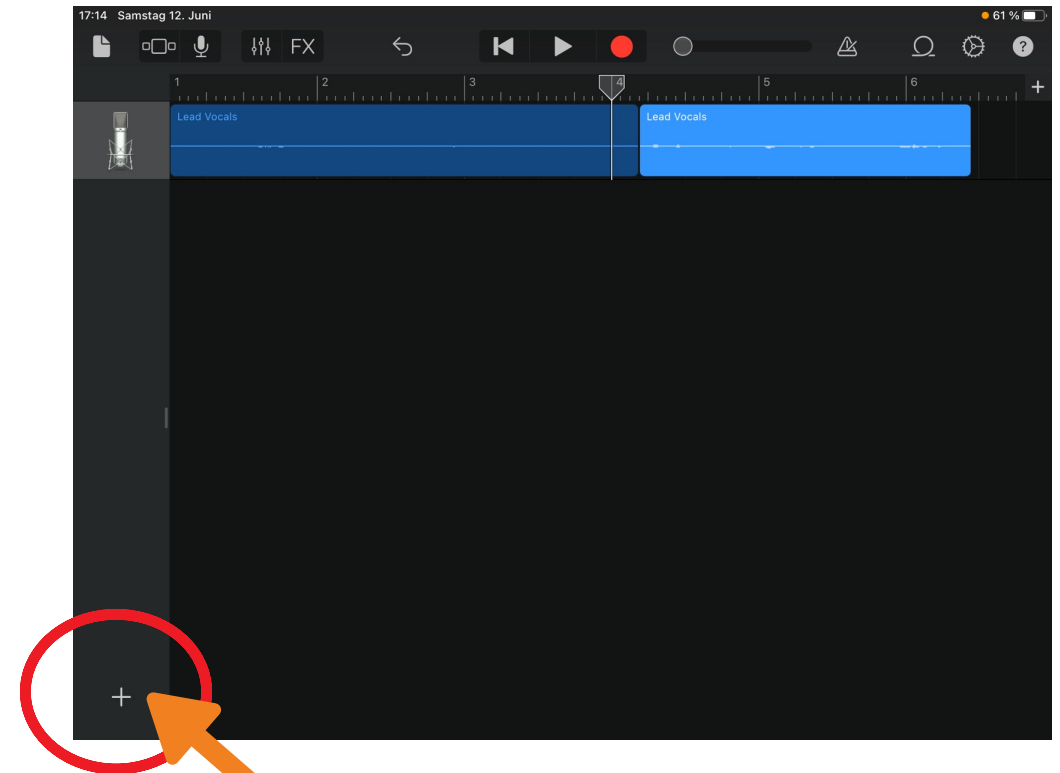 17:14 Samstag 12. Juni
61 %
FX
?
1 2 3 4 5 6 +
Lead Vocals
Lead Vocals
+